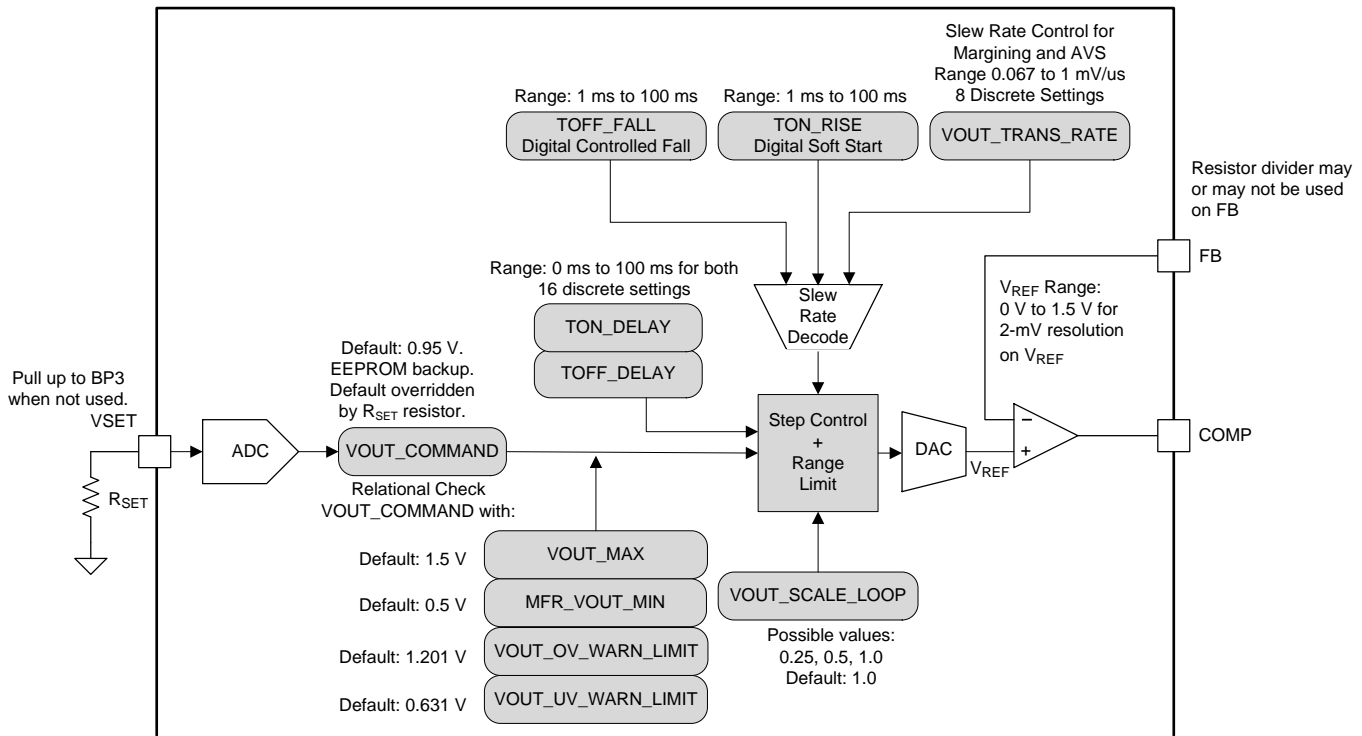 Slew Rate Control for
Margining and AVS
Range 0.067 to 1 mV/us
8 Discrete Settings
Range: 1 ms to 100 ms
Range: 1 ms to 100 ms
TOFF_FALL
Digital Controlled Fall
TON_RISE
Digital Soft Start
VOUT_TRANS_RATE
Resistor divider may
or may not be used
on FB
FB
Range: 0 ms to 100 ms for both
16 discrete settings
TON_DELAY
TOFF_DELAY
Slew
Rate
Decode
VREF Range:
0 V to 1.5 V for
2-mV resolution
on VREF
Default: 0.95 V.
EEPROM backup.
Default overridden
by RSET resistor.
Pull up to BP3
when not used.
VSET
RSET
ADC
VOUT_COMMAND
Relational Check
VOUT_COMMAND with:
Step Control
+
Range
Limit
DAC
VREF
−
+
COMP
Default: 1.5 V
VOUT_MAX
Default: 0.5 V
MFR_VOUT_MIN
Default: 1.201 V
VOUT_OV_WARN_LIMIT
Default: 0.631 V
VOUT_UV_WARN_LIMIT
VOUT_SCALE_LOOP
Possible values:
0.25, 0.5, 1.0
Default: 1.0